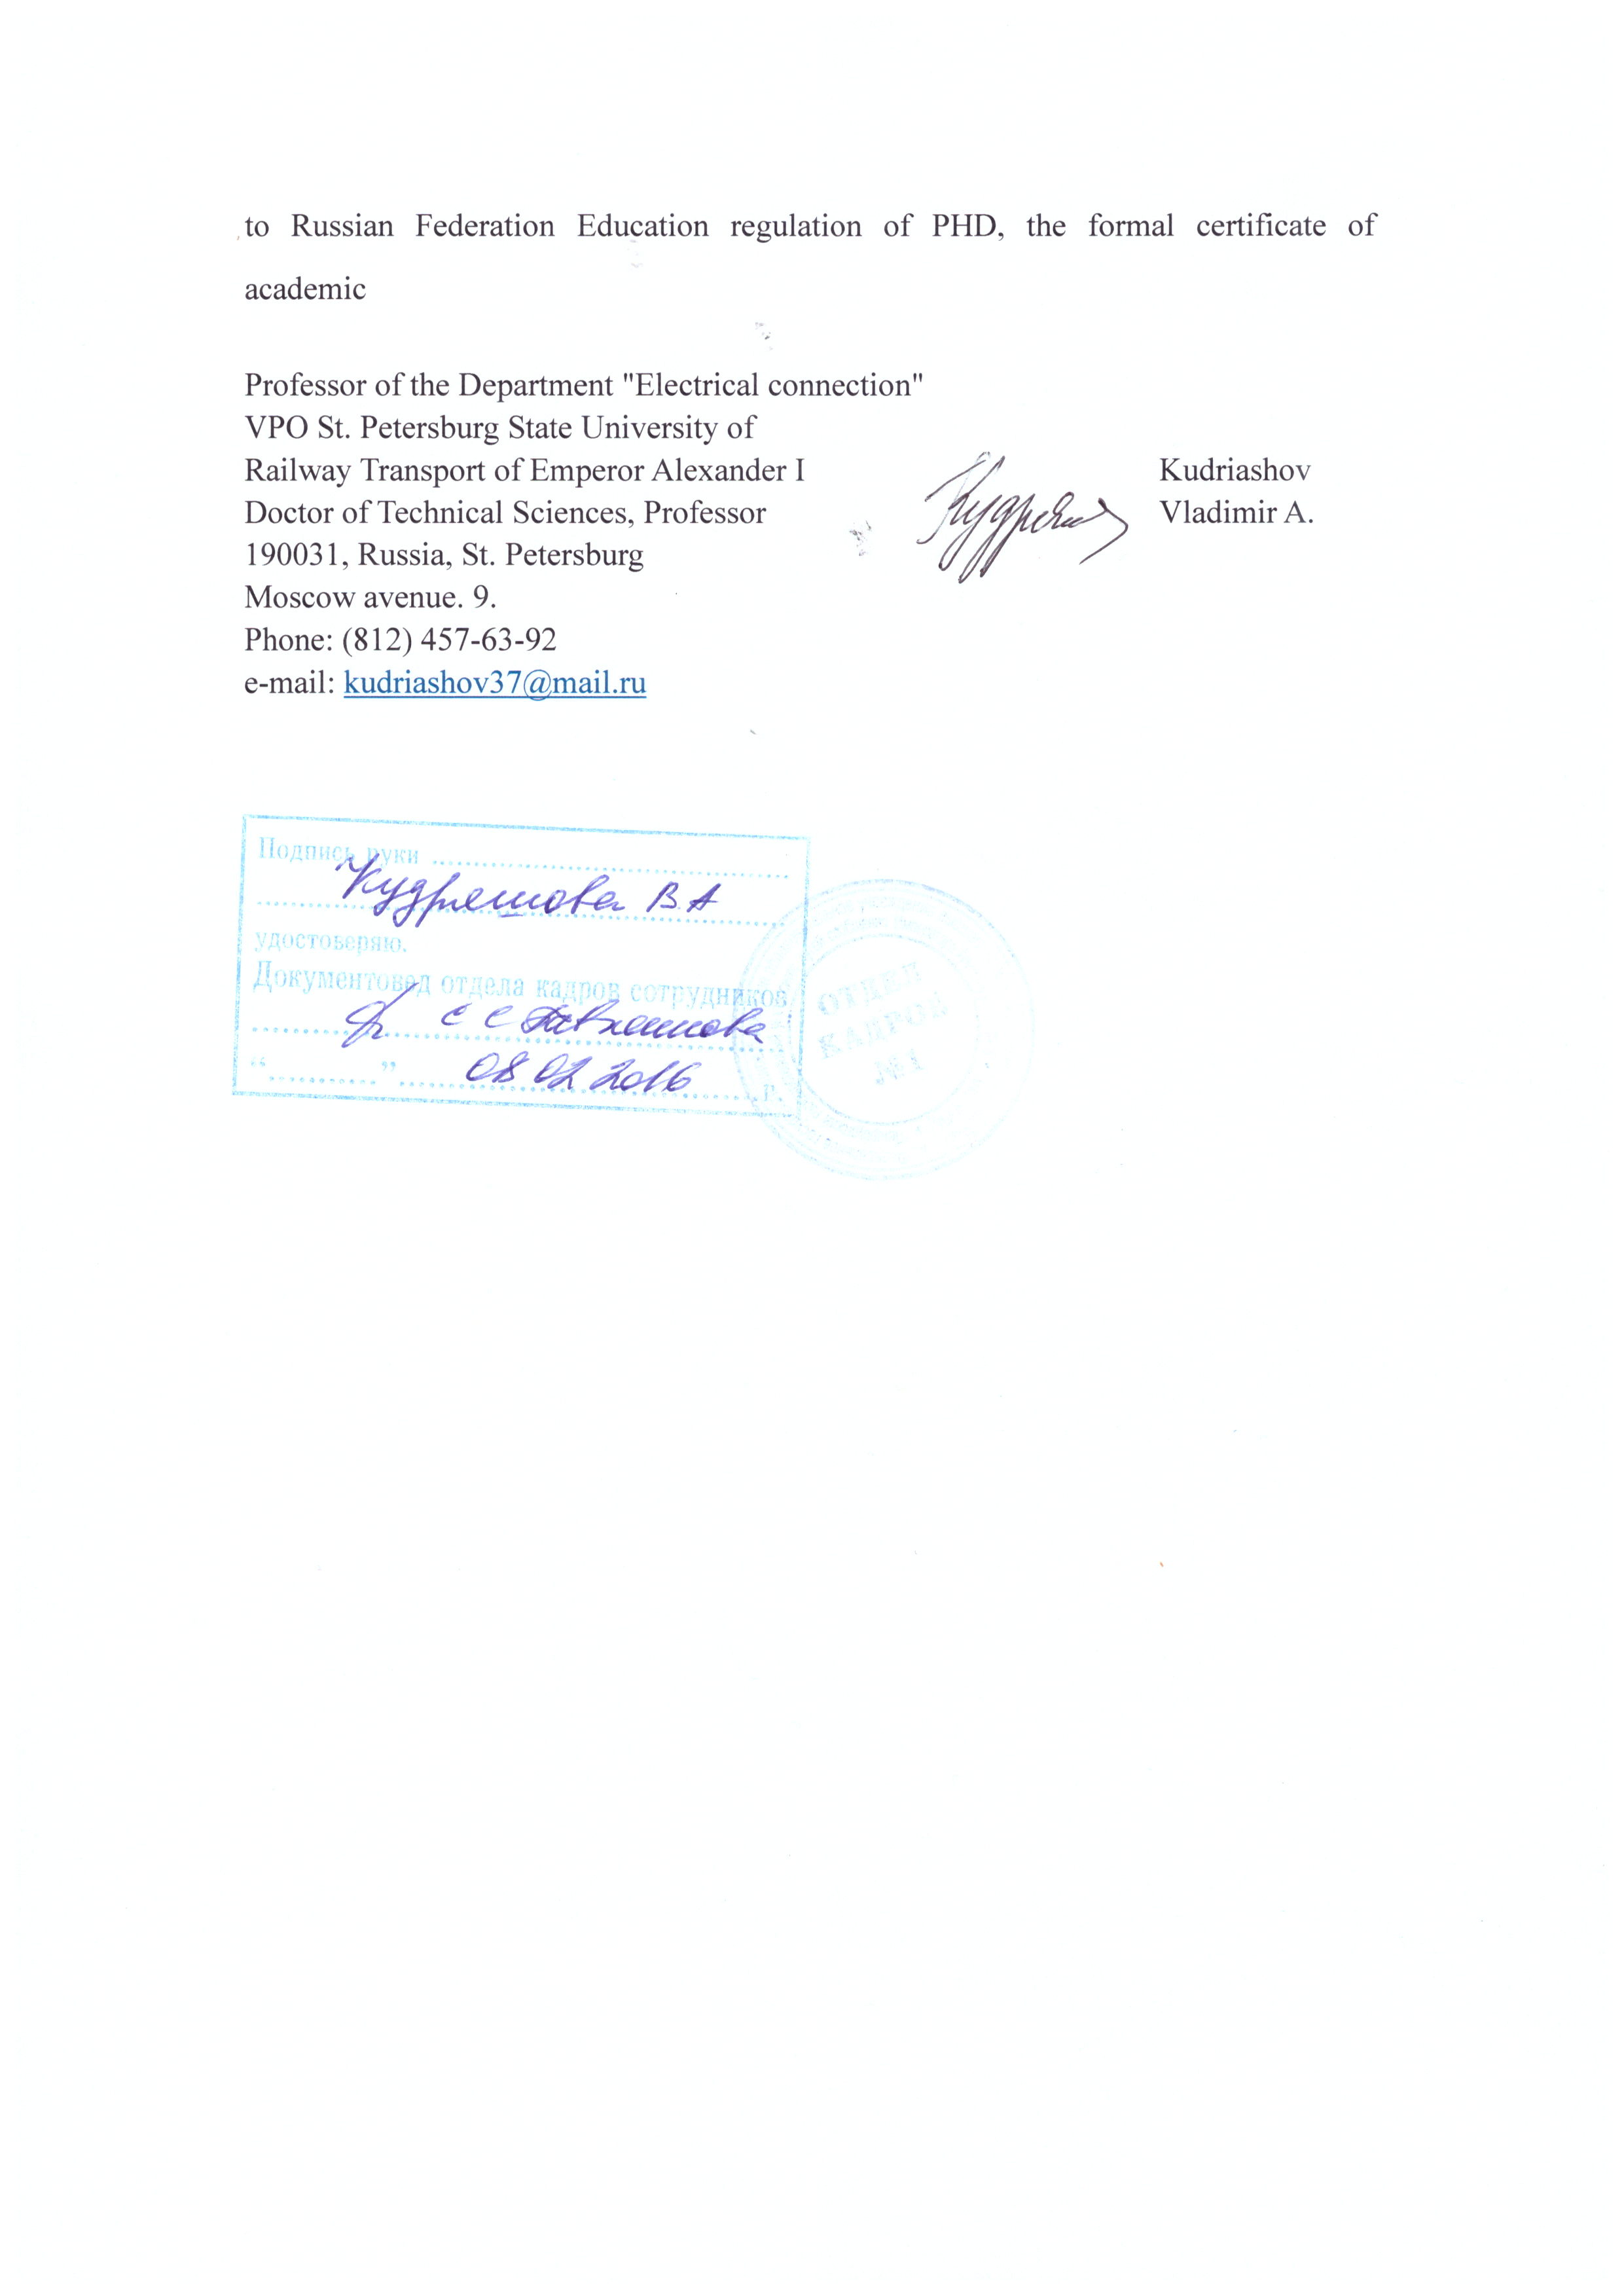 to Russian Federation Education regulation of PHD, the formal certificate of
academic
Professor of the Department "Electrical connection"
VPO St. Petersburg State University of
Railway Transport of Emperor Alexander I
Doctor of Technical Sciences, Professor
190031, Russia, St. Petersburg
Moscow avenue. 9.
Phone: (812) 457-63-92
e-mail: kudriashov37@mail.ru
Kudriashov
Vladimir A.
Подпись руки
Кудряшова В.А
удостоверяю.
Документовед отдела кадров сотрудников
С С
08 02 2016 г.
ОТДЕЛ
КАДРОВ
№1